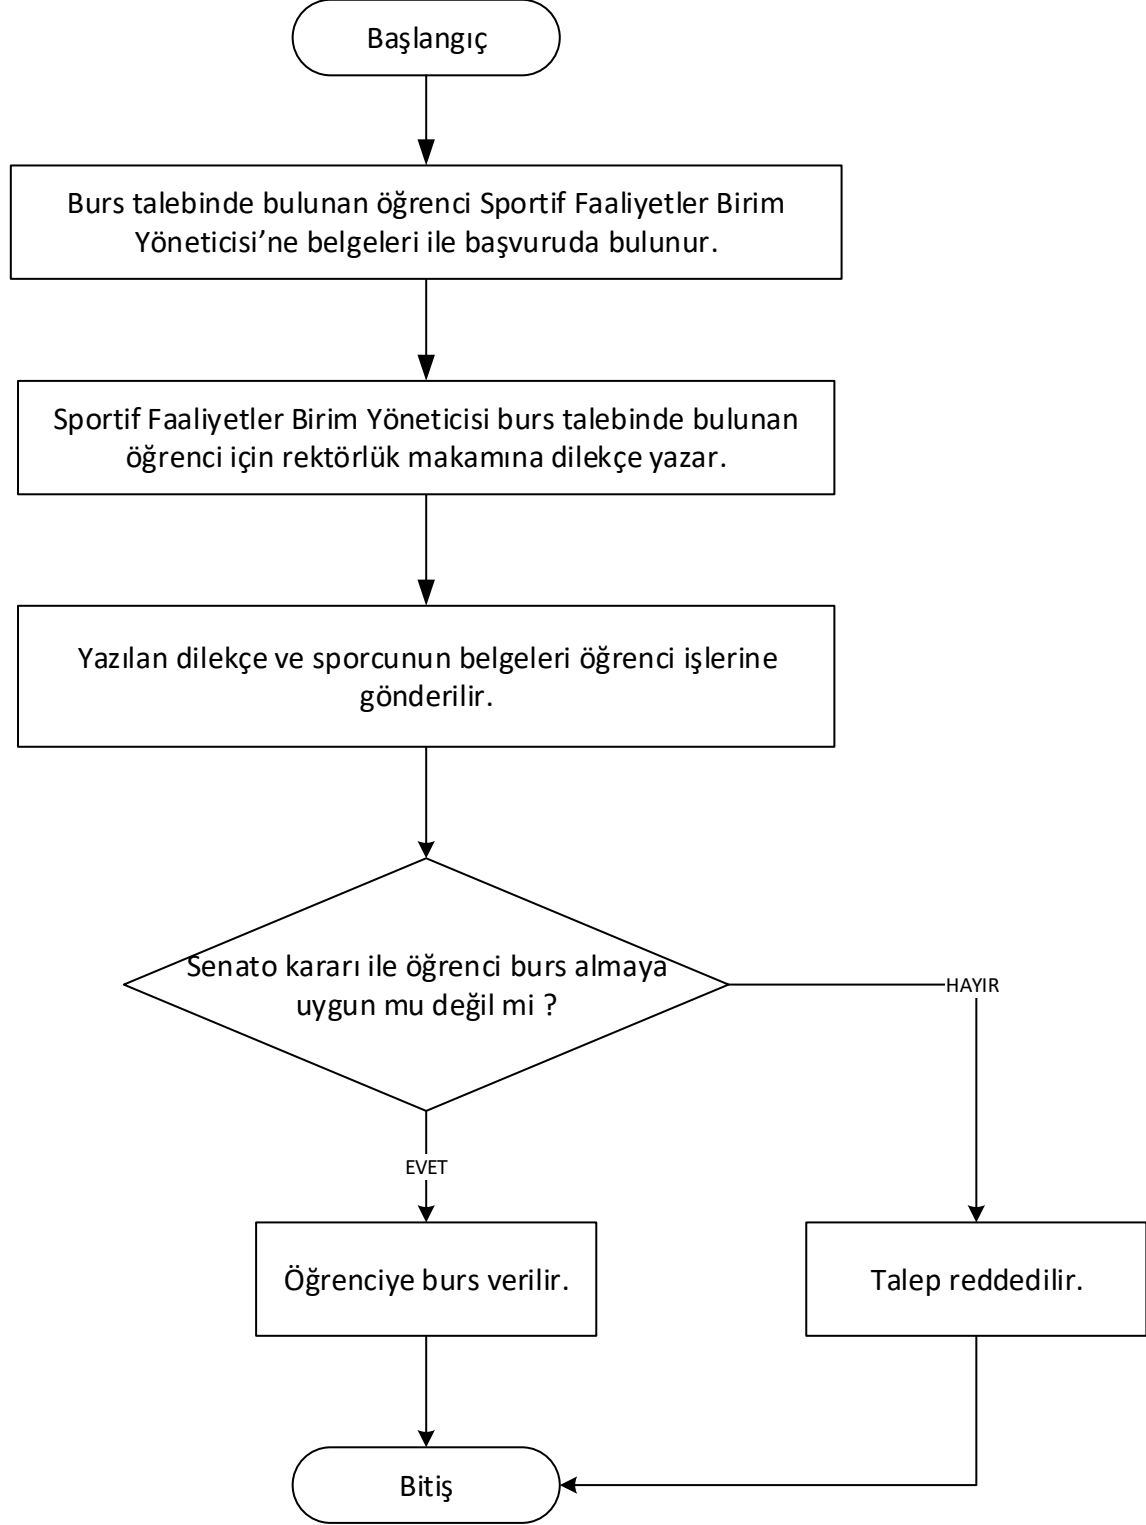 Başlangıç
Burs talebinde bulunan öğrenci Sportif Faaliyetler Birim
Yöneticisi’ne belgeleri ile başvuruda bulunur.
Sportif Faaliyetler Birim Yöneticisi burs talebinde bulunan
öğrenci için rektörlük makamına dilekçe yazar.
Yazılan dilekçe ve sporcunun belgeleri öğrenci işlerine
gönderilir.
Senato kararı ile öğrenci burs almaya
uygun mu değil mi ?
HAYIR
EVET
Öğrenciye burs verilir.
Talep reddedilir.
Bitiş